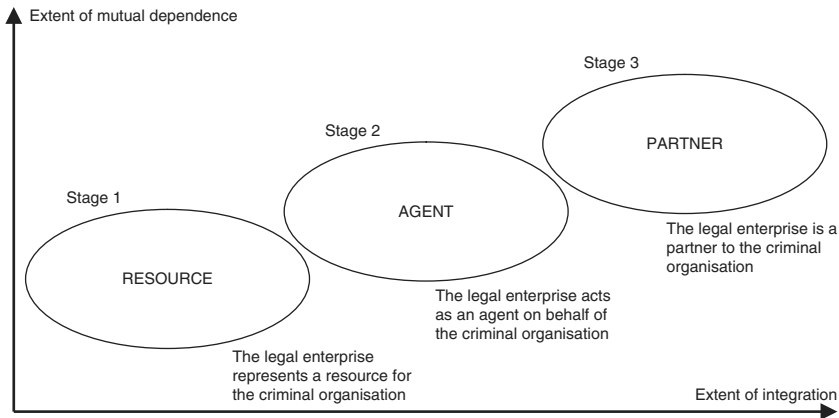 Extent of mutual dependence
Stage 3
PARTNER
The legal enterprise is a
partner to the criminal
organisation
Stage 2
AGENT
The legal enterprise acts
as an agent on behalf of
the criminal organisation
Stage 1
RESOURCE
The legal enterprise
represents a resource for
the criminal organisation
Extent of integration